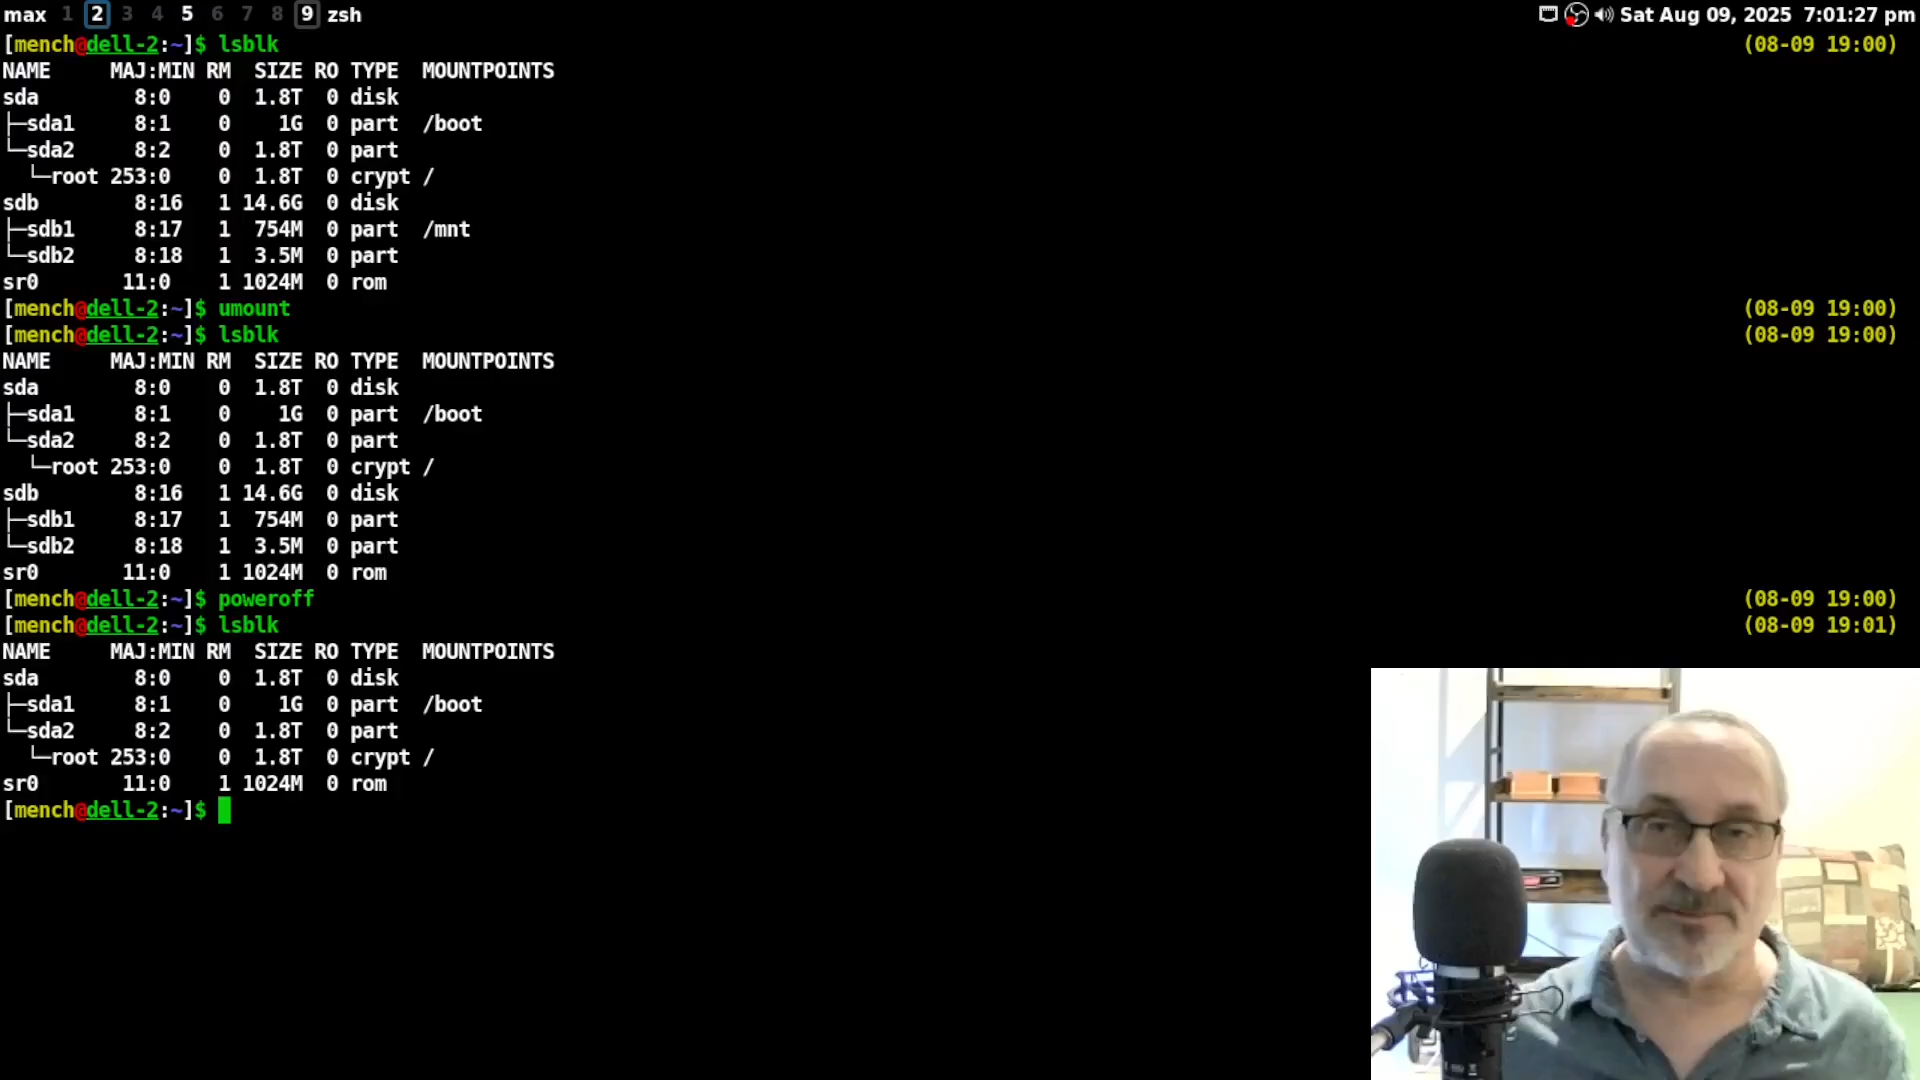 max 1 2 3 4 5 6 7 8 9 zsh Sat Aug 09, 2025 7:01:27 pm
[mench@dell-2:~]$ lsblk (08-09 19:00)
NAME MAJ:MIN RM SIZE RO TYPE MOUNTPOINTS
sda 8:0 0 1.8T 0 disk
├─sda1 8:1 0 1G 0 part /boot
└─sda2 8:2 0 1.8T 0 part
└─root 253:0 0 1.8T 0 crypt /
sdb 8:16 1 14.6G 0 disk
├─sdb1 8:17 1 754M 0 part /mnt
└─sdb2 8:18 1 3.5M 0 part
sr0 11:0 1 1024M 0 rom
[mench@dell-2:~]$ umount (08-09 19:00)
[mench@dell-2:~]$ lsblk (08-09 19:00)
NAME MAJ:MIN RM SIZE RO TYPE MOUNTPOINTS
sda 8:0 0 1.8T 0 disk
├─sda1 8:1 0 1G 0 part /boot
└─sda2 8:2 0 1.8T 0 part
└─root 253:0 0 1.8T 0 crypt /
sdb 8:16 1 14.6G 0 disk
├─sdb1 8:17 1 754M 0 part
└─sdb2 8:18 1 3.5M 0 part
sr0 11:0 1 1024M 0 rom
[mench@dell-2:~]$ poweroff (08-09 19:00)
[mench@dell-2:~]$ lsblk (08-09 19:01)
NAME MAJ:MIN RM SIZE RO TYPE MOUNTPOINTS
sda 8:0 0 1.8T 0 disk
├─sda1 8:1 0 1G 0 part /boot
└─sda2 8:2 0 1.8T 0 part
└─root 253:0 0 1.8T 0 crypt /
sr0 11:0 1 1024M 0 rom
[mench@dell-2:~]$